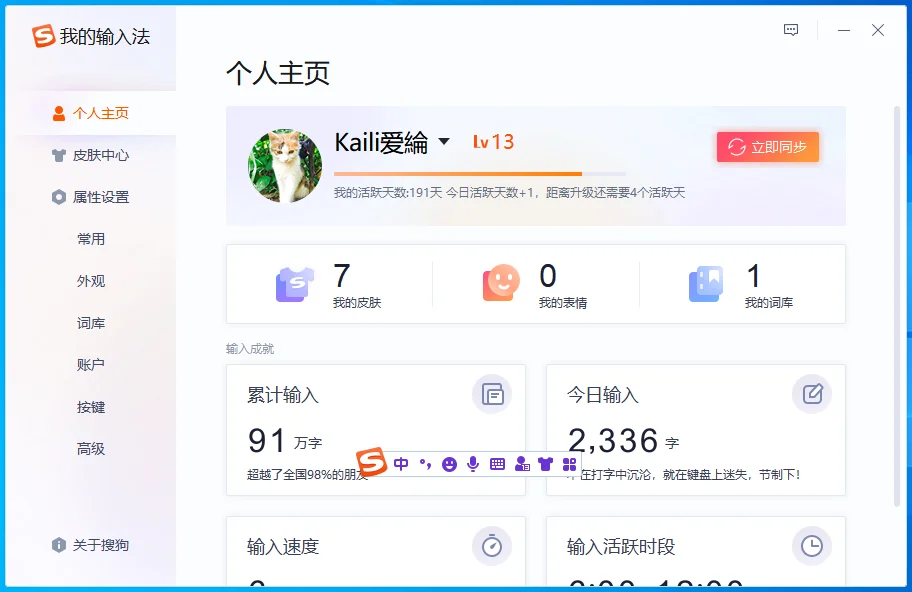 我的输入法
个人主页
皮肤中心
属性设置
常用
外观
词库
账户
按键
高级
关于搜狗
个人主页
Kaili爱綸
Lv13
立即同步
我的活跃天数:191天 今日活跃天数+1，距离升级还需要4个活跃天
7
我的皮肤
0
我的表情
1
我的词库
输入成就
累计输入
91 万字
超越了全国98%的朋友
今日输入
2,336 字
在打字中沉沦，就在键盘上迷失，节制下！
中
输入速度
输入活跃时段